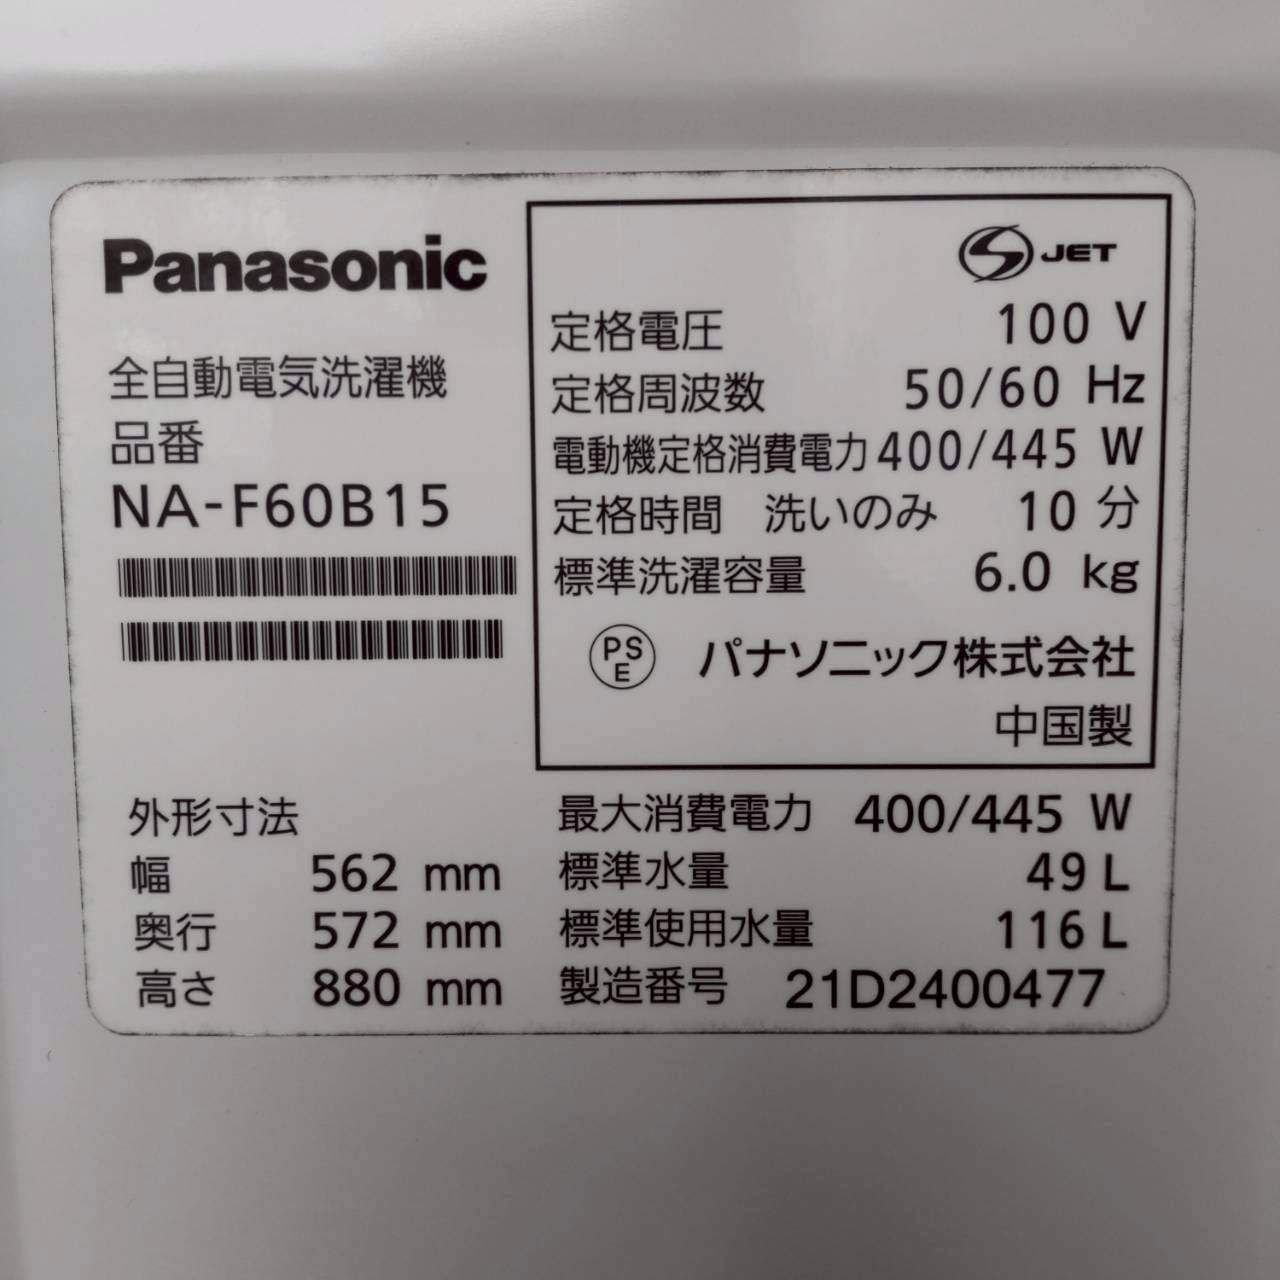 Panasonic
全自動電気洗濯機
品番
NA-F60B15
JET
定格電圧 100 V
定格周波数 50/60 Hz
電動機定格消費電力 400/445 W
定格時間 洗いのみ 10 分
標準洗濯容量 6.0 kg
PS
E
パナソニック株式会社
中国製
外形寸法
幅 562 mm
奥行 572 mm
高さ 880 mm
最大消費電力 400/445 W
標準水量 49 L
標準使用水量 116 L
製造番号 21D2400477